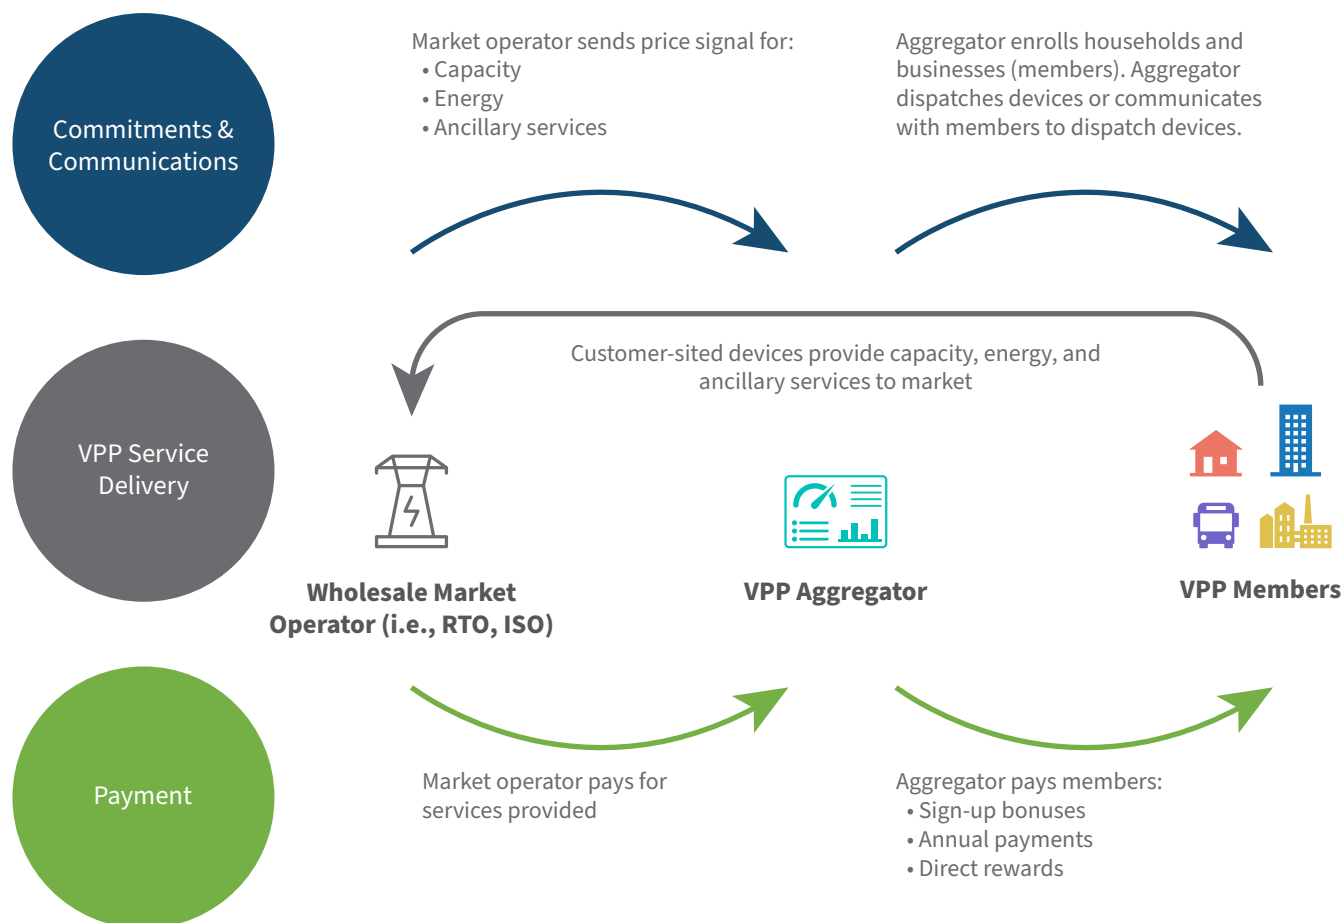 Commitments &
Communications
Market operator sends price signal for:
• Capacity
• Energy
• Ancillary services
Aggregator enrolls households and
businesses (members). Aggregator
dispatches devices or communicates
with members to dispatch devices.
VPP Service
Delivery
Customer-sited devices provide capacity, energy, and
ancillary services to market
Wholesale Market
Operator (i.e., RTO, ISO)
VPP Aggregator
VPP Members
Payment
Market operator pays for
services provided
Aggregator pays members:
• Sign-up bonuses
• Annual payments
• Direct rewards